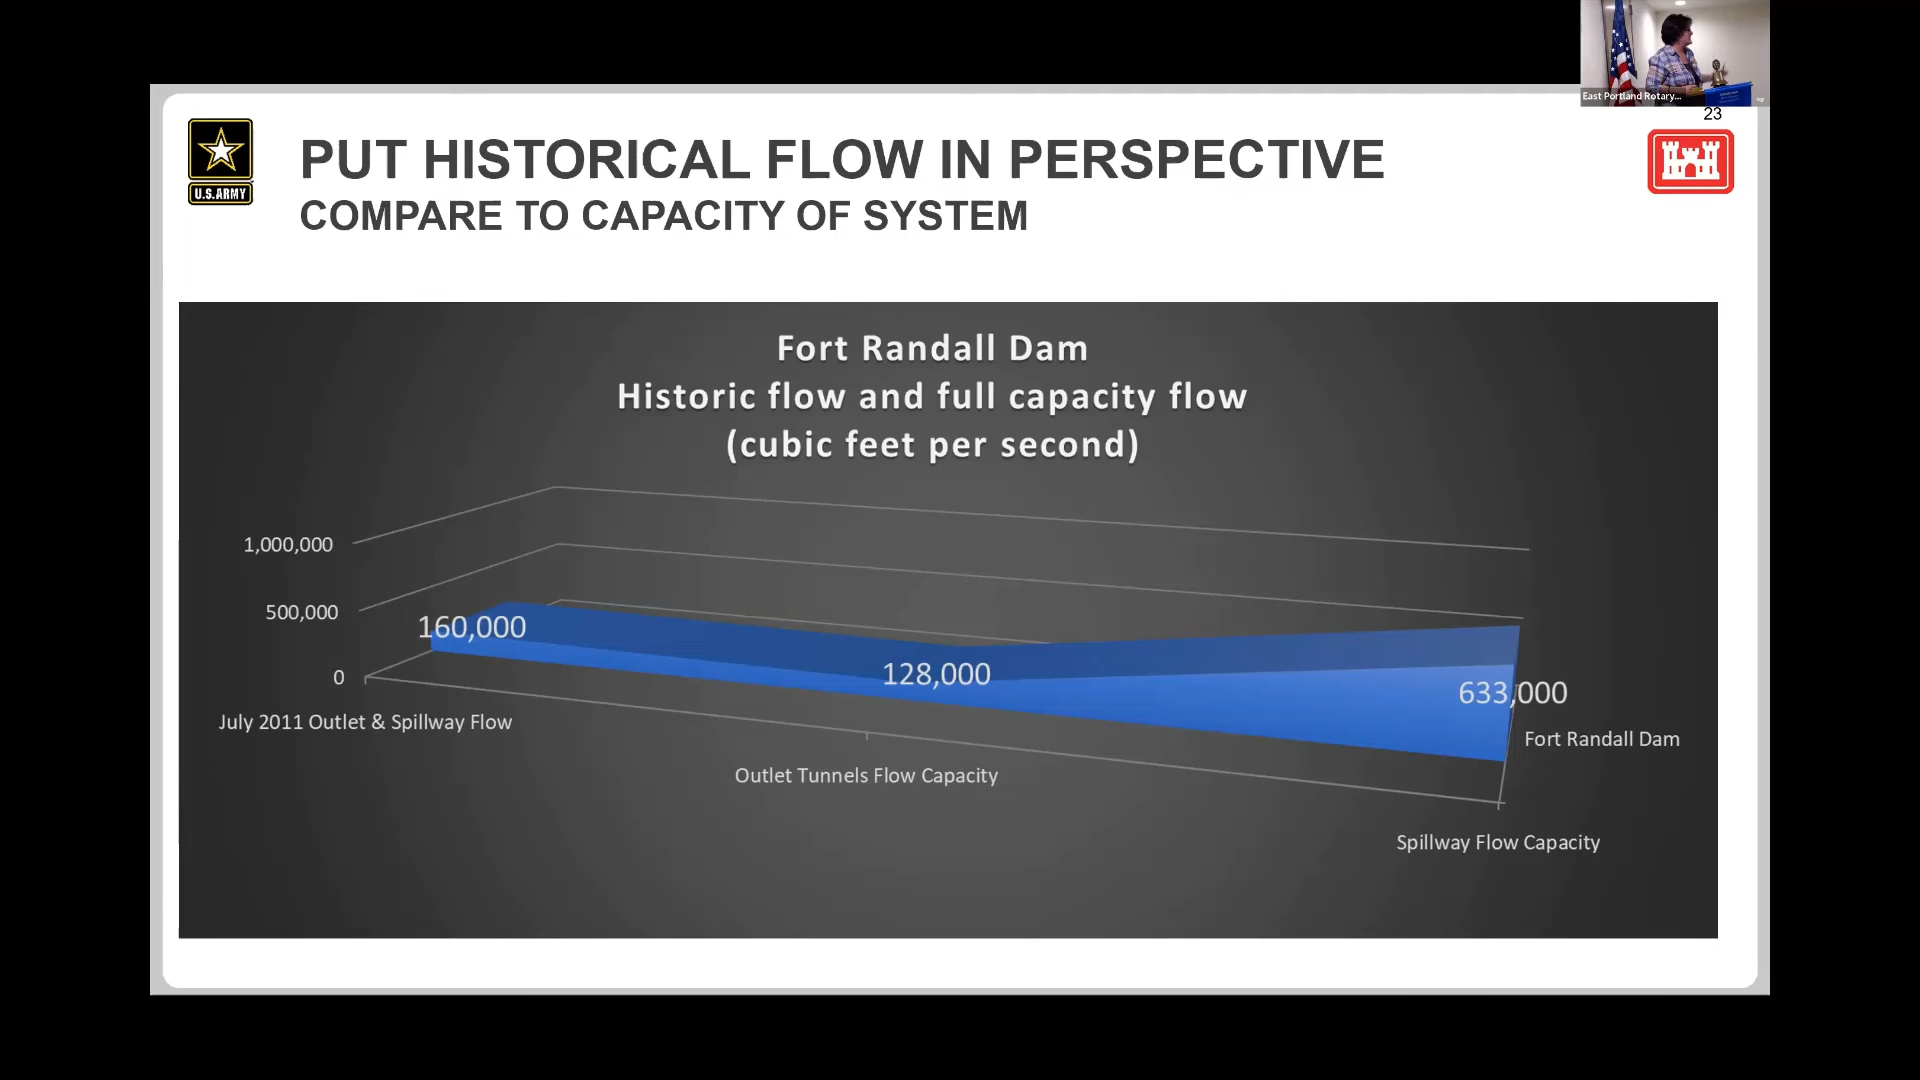 East Portland Rotary...
23
U.S.ARMY
PUT HISTORICAL FLOW IN PERSPECTIVE
COMPARE TO CAPACITY OF SYSTEM
Fort Randall Dam
Historic flow and full capacity flow
(cubic feet per second)
1,000,000
500,000
0
160,000
128,000
633,000
July 2011 Outlet & Spillway Flow
Outlet Tunnels Flow Capacity
Spillway Flow Capacity
Fort Randall Dam